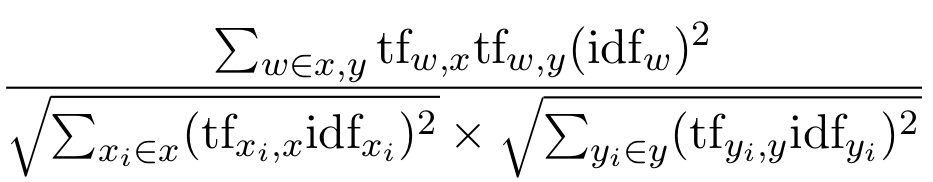 ∑_{w∈x,y} tf_{w,x}tf_{w,y}(idf_w)^2
√(∑_{x_i∈x}(tf_{x_i,x}idf_{x_i})^2) × √(∑_{y_i∈y}(tf_{y_i,y}idf_{y_i})^2)